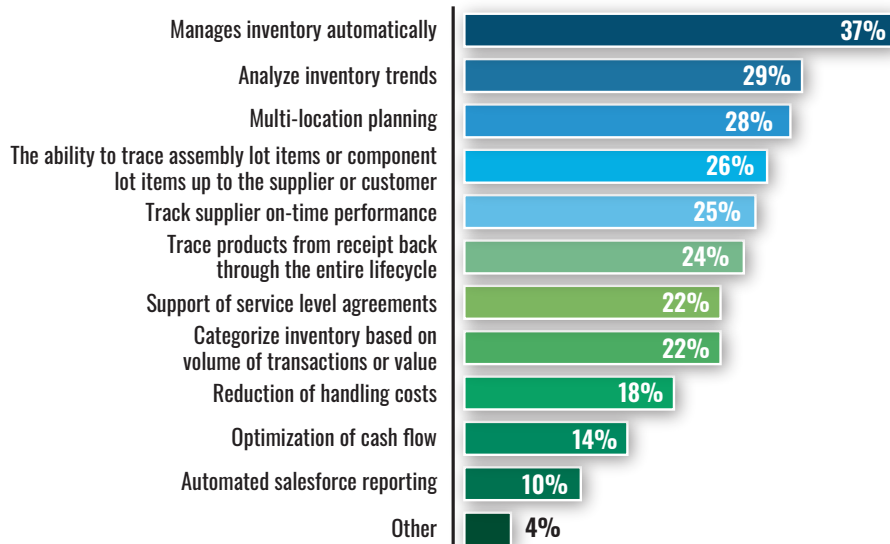 Manages inventory automatically 37%
Analyze inventory trends 29%
Multi-location planning 28%
The ability to trace assembly lot items or component
lot items up to the supplier or customer 26%
Track supplier on-time performance 25%
Trace products from receipt back
through the entire lifecycle 24%
Support of service level agreements 22%
Categorize inventory based on
volume of transactions or value 22%
Reduction of handling costs 18%
Optimization of cash flow 14%
Automated salesforce reporting 10%
Other 4%